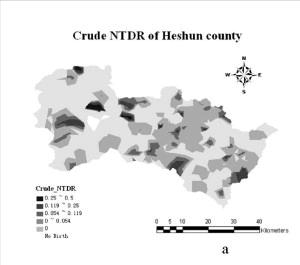 Crude NTDR of Heshun county
N
W E
S
Crude_NTDR
0.25 ~ 0.5
0.119 ~ 0.25
0.054 ~ 0.119
0 ~ 0.054
0
No Birth
0 5 10 20 30 40
Kilometers
a